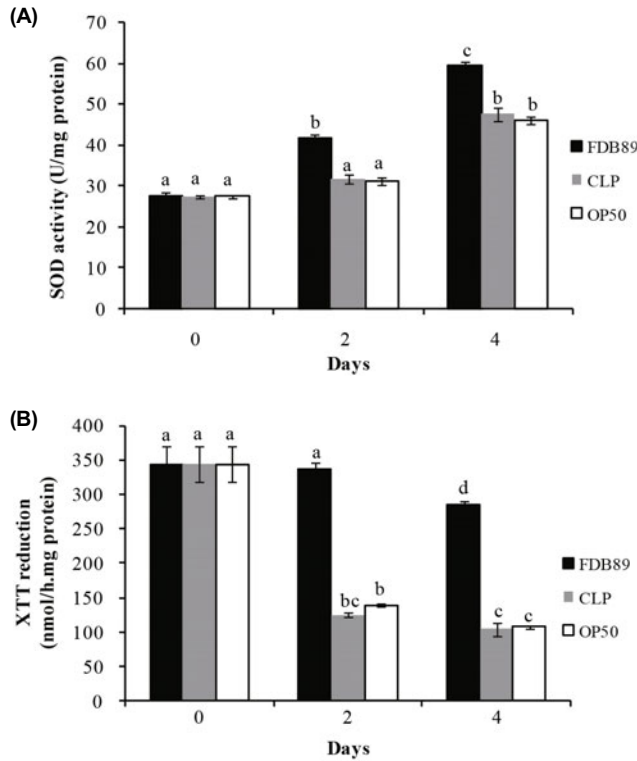 (A)
SOD activity (U/mg protein)
70
60
50
40
30
20
10
0
a a a
b a a
c b b
0 2 4
Days
FDB89
CLP
OP50
(B)
XTT reduction
(nmol/h.mg protein)
400
350
300
250
200
150
100
50
0
a a a
a bc b
d c c
0 2 4
Days
FDB89
CLP
OP50